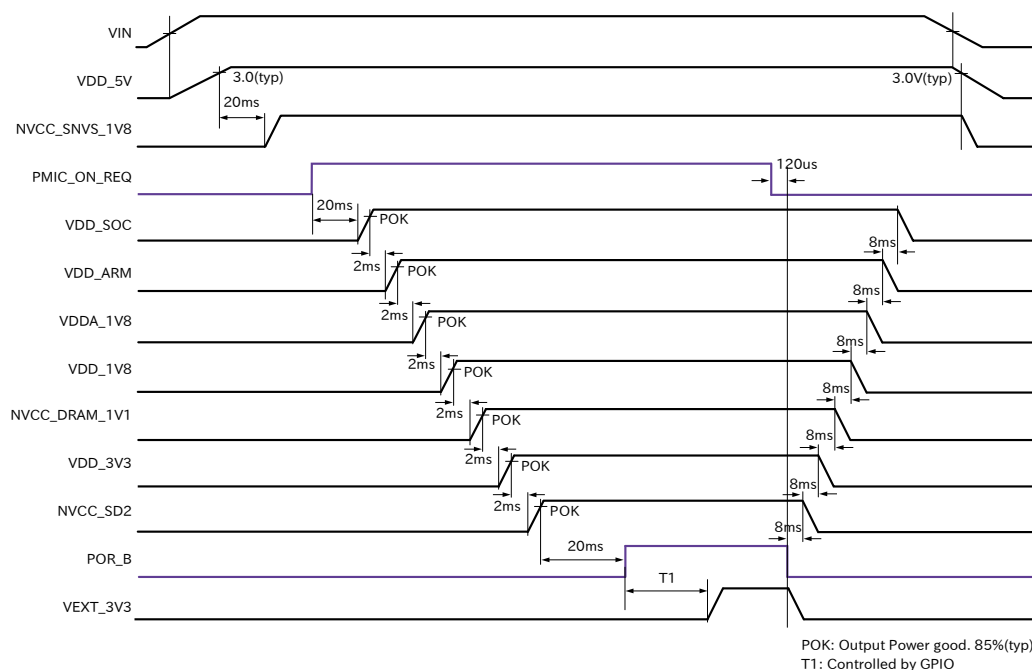 VIN
VDD_5V
3.0(typ)
3.0V(typ)
20ms
NVCC_SNVS_1V8
PMIC_ON_REQ
120us
20ms
VDD_SOC
POK
8ms
2ms
VDD_ARM
POK
8ms
2ms
VDDA_1V8
POK
8ms
2ms
VDD_1V8
POK
8ms
2ms
NVCC_DRAM_1V1
POK
8ms
2ms
VDD_3V3
POK
8ms
2ms
NVCC_SD2
POK
8ms
20ms
POR_B
T1
VEXT_3V3
POK: Output Power good. 85%(typ)
T1: Controlled by GPIO